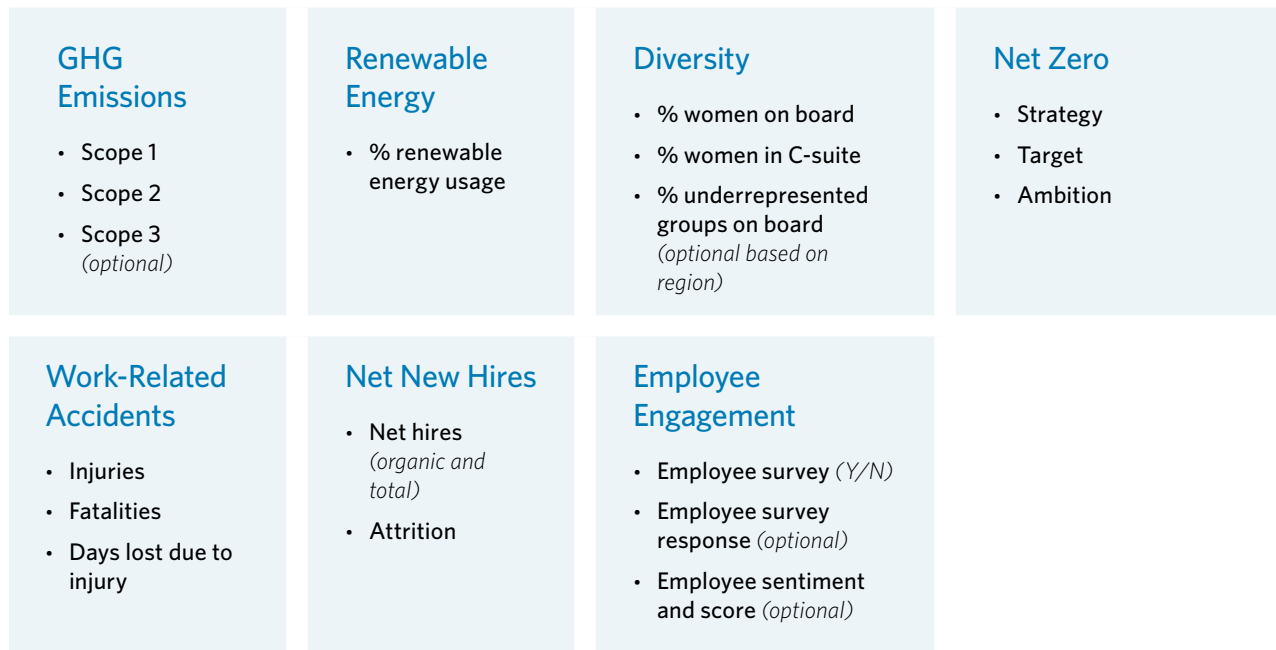 GHG
Emissions
• Scope 1
• Scope 2
• Scope 3
(optional)
Renewable
Energy
• % renewable
energy usage
Diversity
• % women on board
• % women in C-suite
• % underrepresented
groups on board
(optional based on
region)
Net Zero
• Strategy
• Target
• Ambition
Work-Related
Accidents
• Injuries
• Fatalities
• Days lost due to
injury
Net New Hires
• Net hires
(organic and
total)
• Attrition
Employee
Engagement
• Employee survey (Y/N)
• Employee survey
response (optional)
• Employee sentiment
and score (optional)